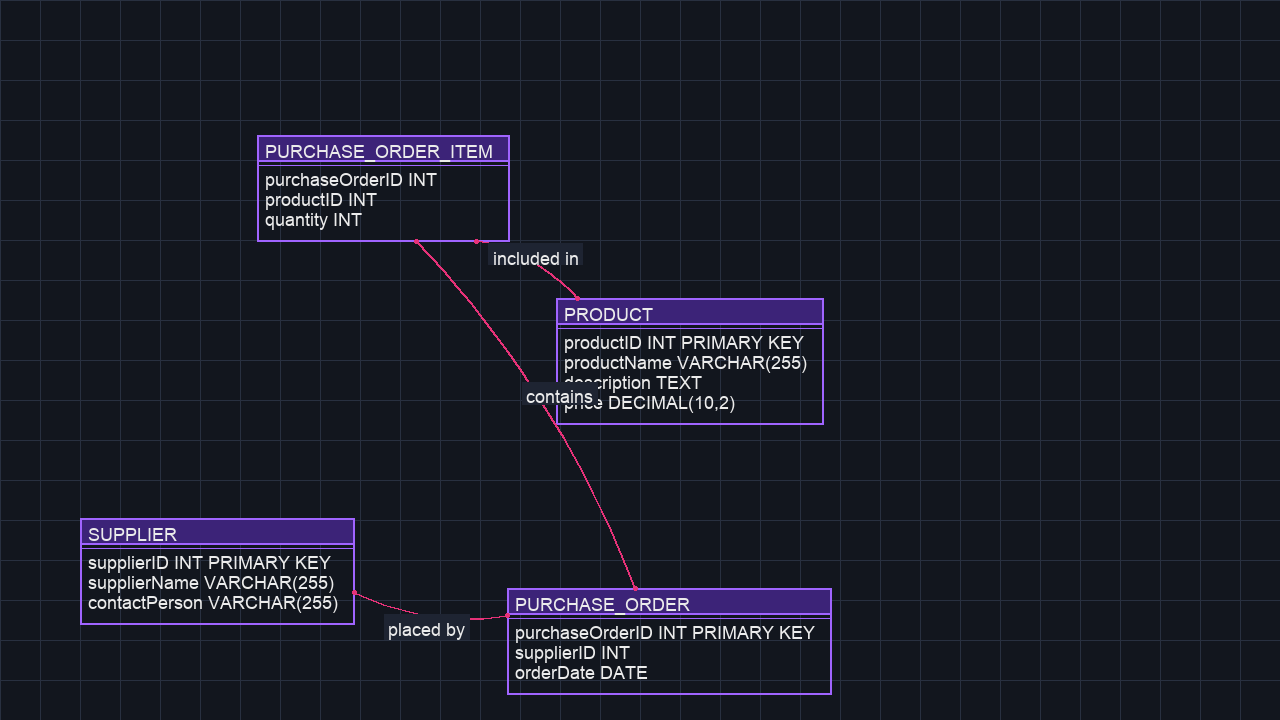 PURCHASE_ORDER_ITEM
purchaseOrderID INT
productID INT
quantity INT
included in
PRODUCT
productID INT PRIMARY KEY
productName VARCHAR(255)
description TEXT
price DECIMAL(10,2)
contains
SUPPLIER
supplierID INT PRIMARY KEY
supplierName VARCHAR(255)
contactPerson VARCHAR(255)
placed by
PURCHASE_ORDER
purchaseOrderID INT PRIMARY KEY
supplierID INT
orderDate DATE